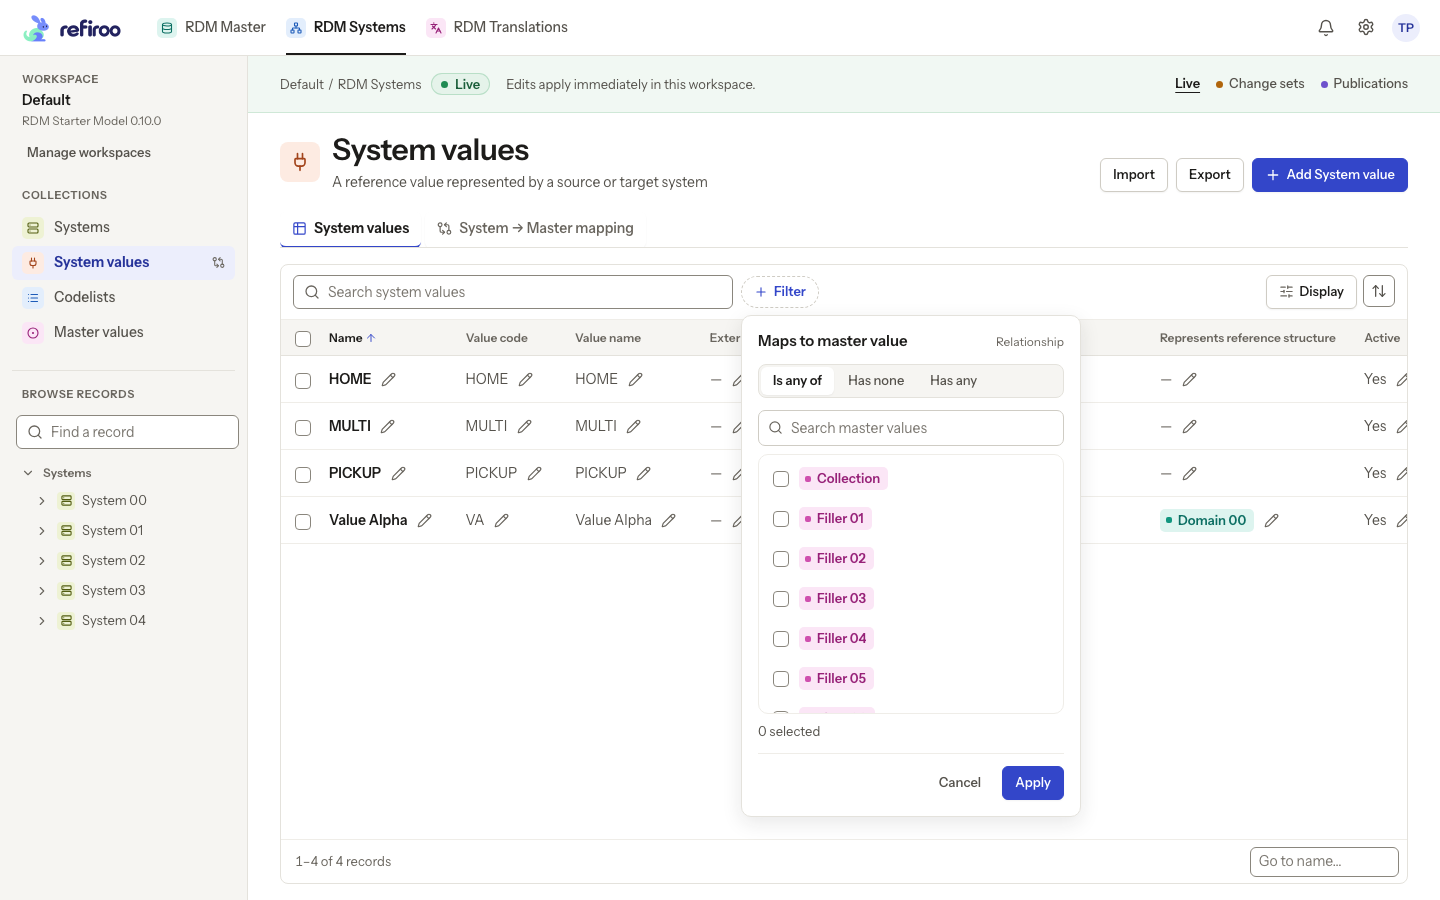 refiroo
RDM Master
RDM Systems
RDM Translations
TP
WORKSPACE
Default
RDM Starter Model 0.10.0
Manage workspaces
COLLECTIONS
Systems
System values
Codelists
Master values
BROWSE RECORDS
Find a record
Systems
System 00
System 01
System 02
System 03
System 04
Default / RDM Systems
Live
Edits apply immediately in this workspace.
Live
Change sets
Publications
System values
A reference value represented by a source or target system
Import
Export
Add System value
System values
System → Master mapping
Search system values
Filter
Display
Name
Value code
Value name
Exter
Represents reference structure
Active
HOME
HOME
HOME
—
—
Yes
MULTI
MULTI
MULTI
—
—
Yes
PICKUP
PICKUP
PICKUP
—
—
Yes
Value Alpha
VA
Value Alpha
—
Domain 00
Yes
Maps to master value
Relationship
Is any of
Has none
Has any
Search master values
Collection
Filler 01
Filler 02
Filler 03
Filler 04
Filler 05
0 selected
Cancel
Apply
1–4 of 4 records
Go to name...